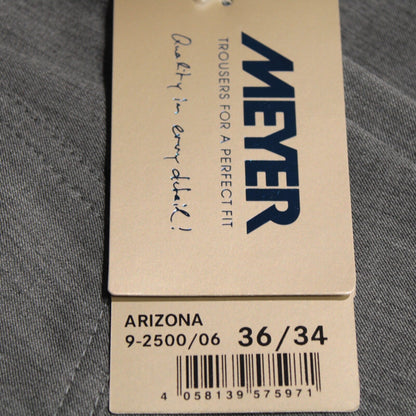 MEYER
TROUSERS FOR A PERFECT FIT
Quality in every detail!
ARIZONA
9-2500/06 36/34
4 058139 575971